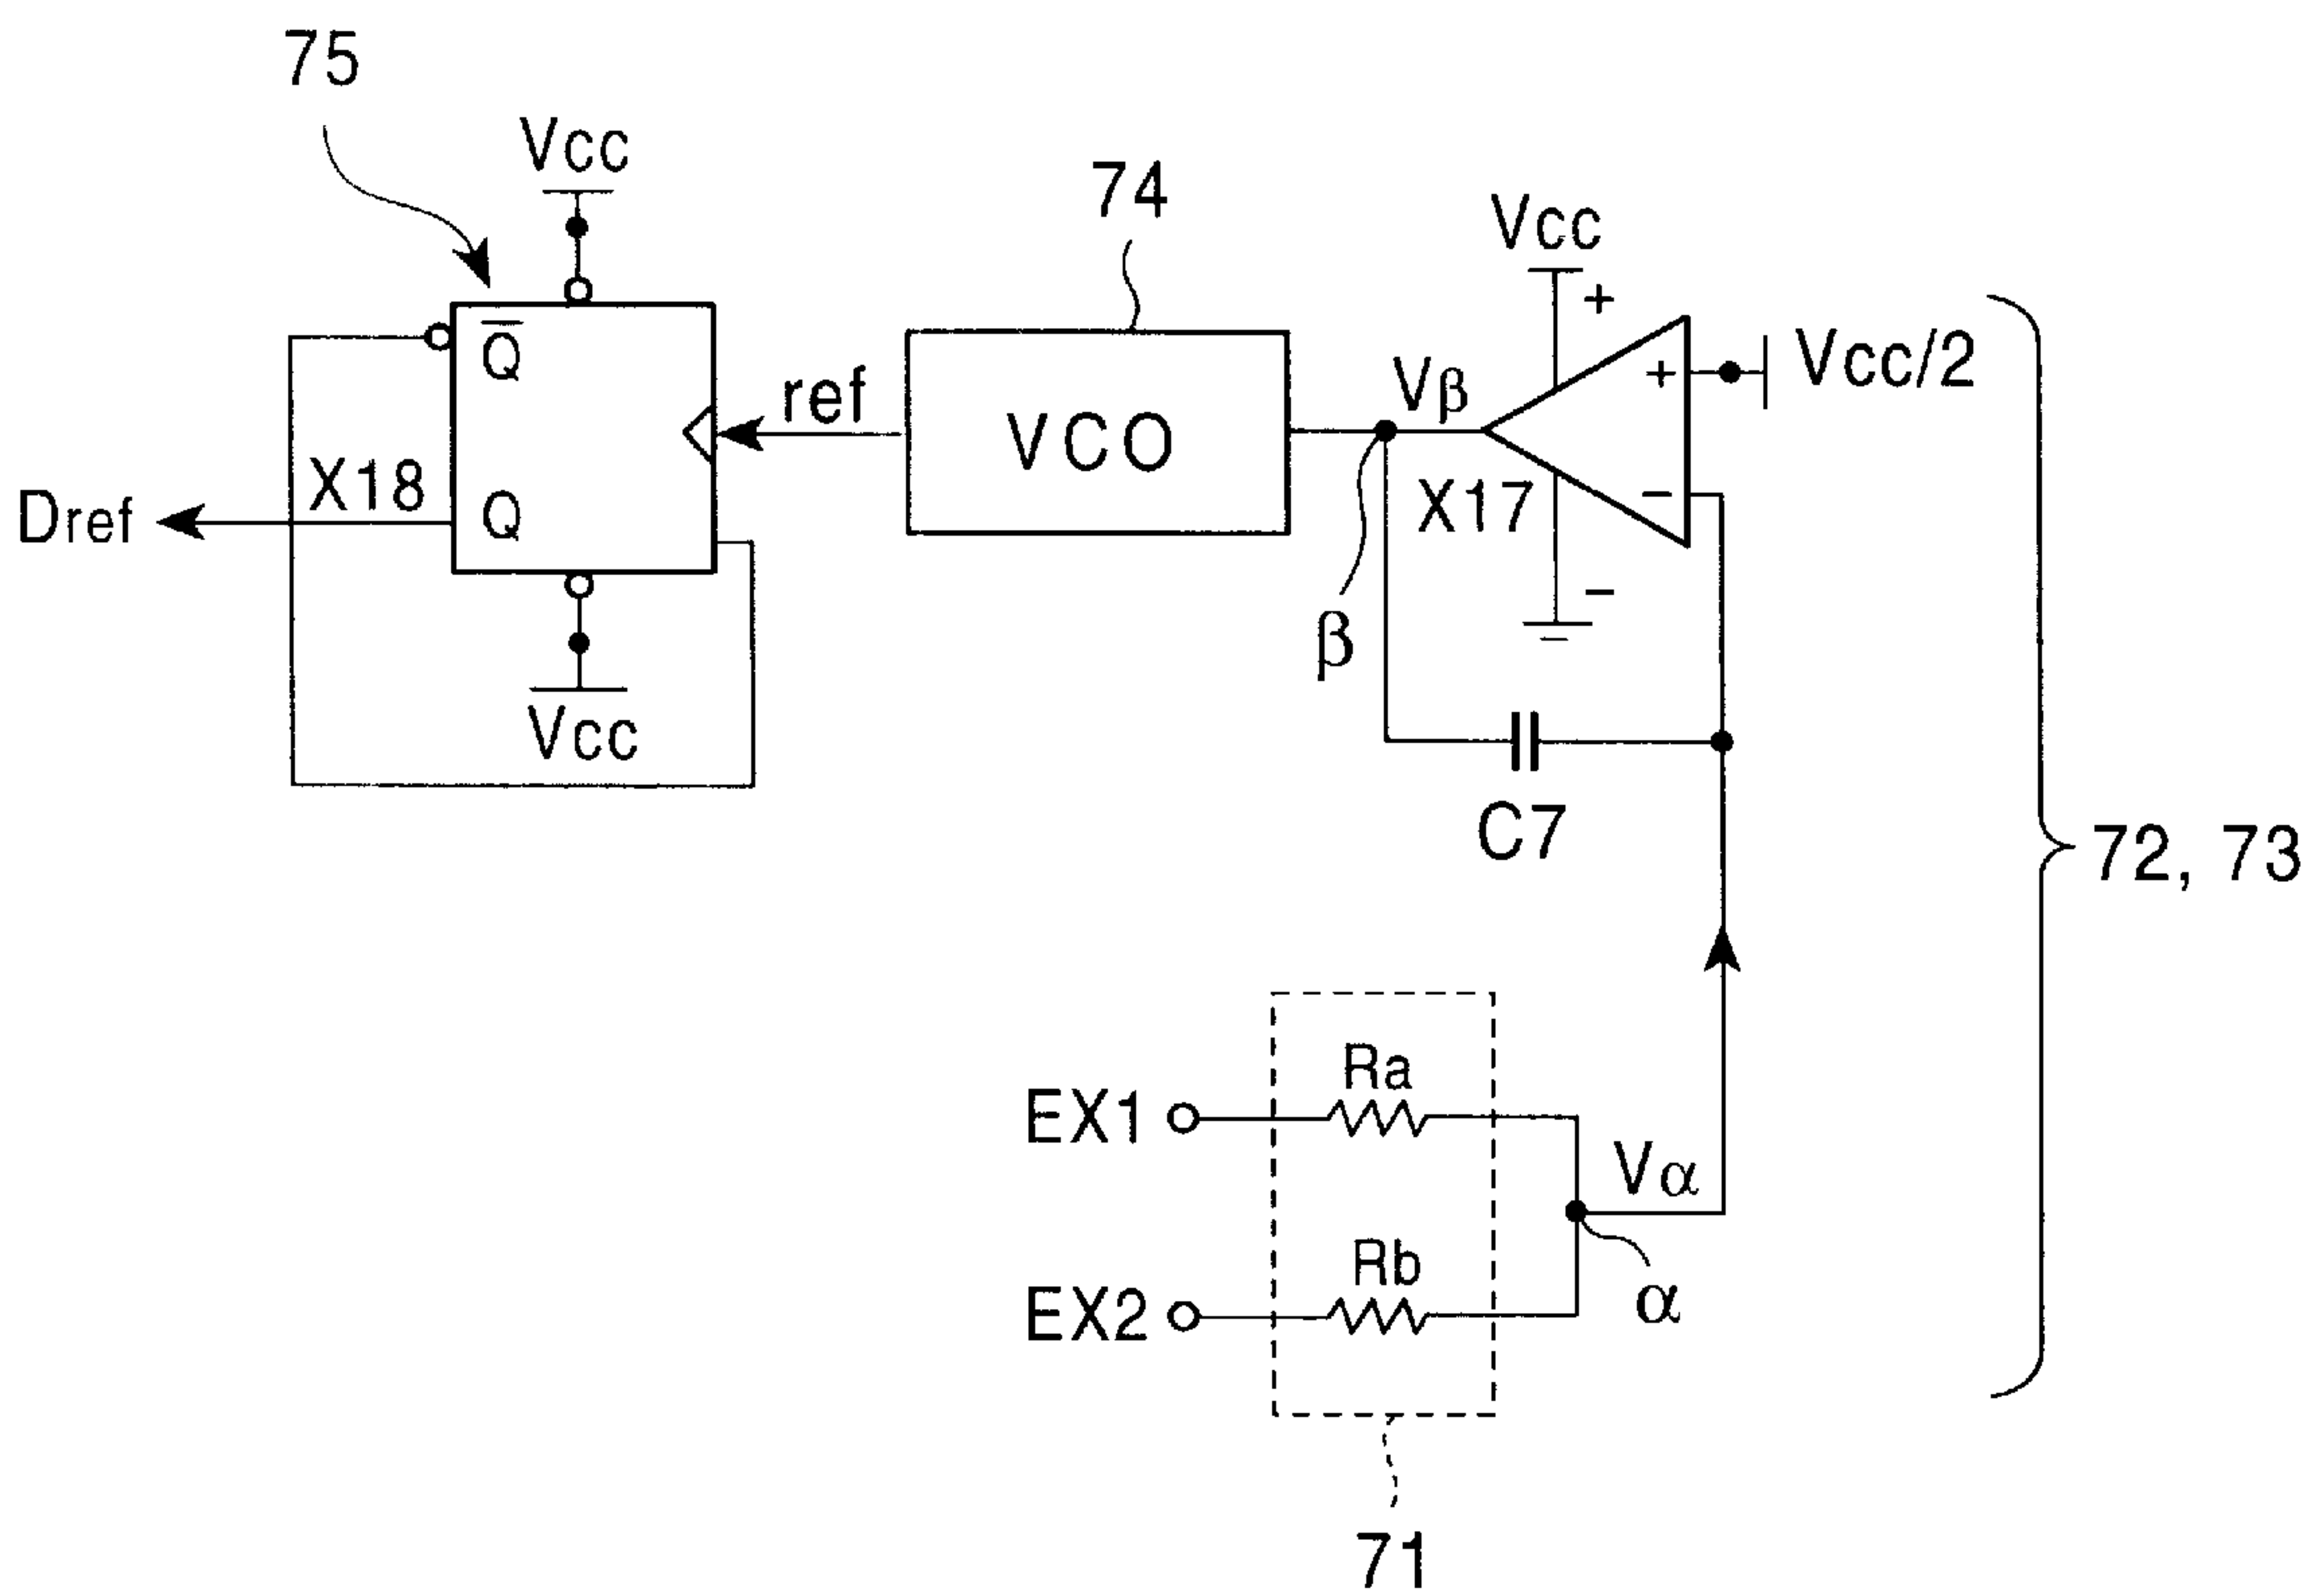 75
Vcc
74
Vcc
+
Q̅
ref
VCO
Vβ
+
Vcc/2
X18
Dref
Q
X17
−
−
β
Vcc
C7
72, 73
Ra
EX1
Vα
Rb
EX2
α
71